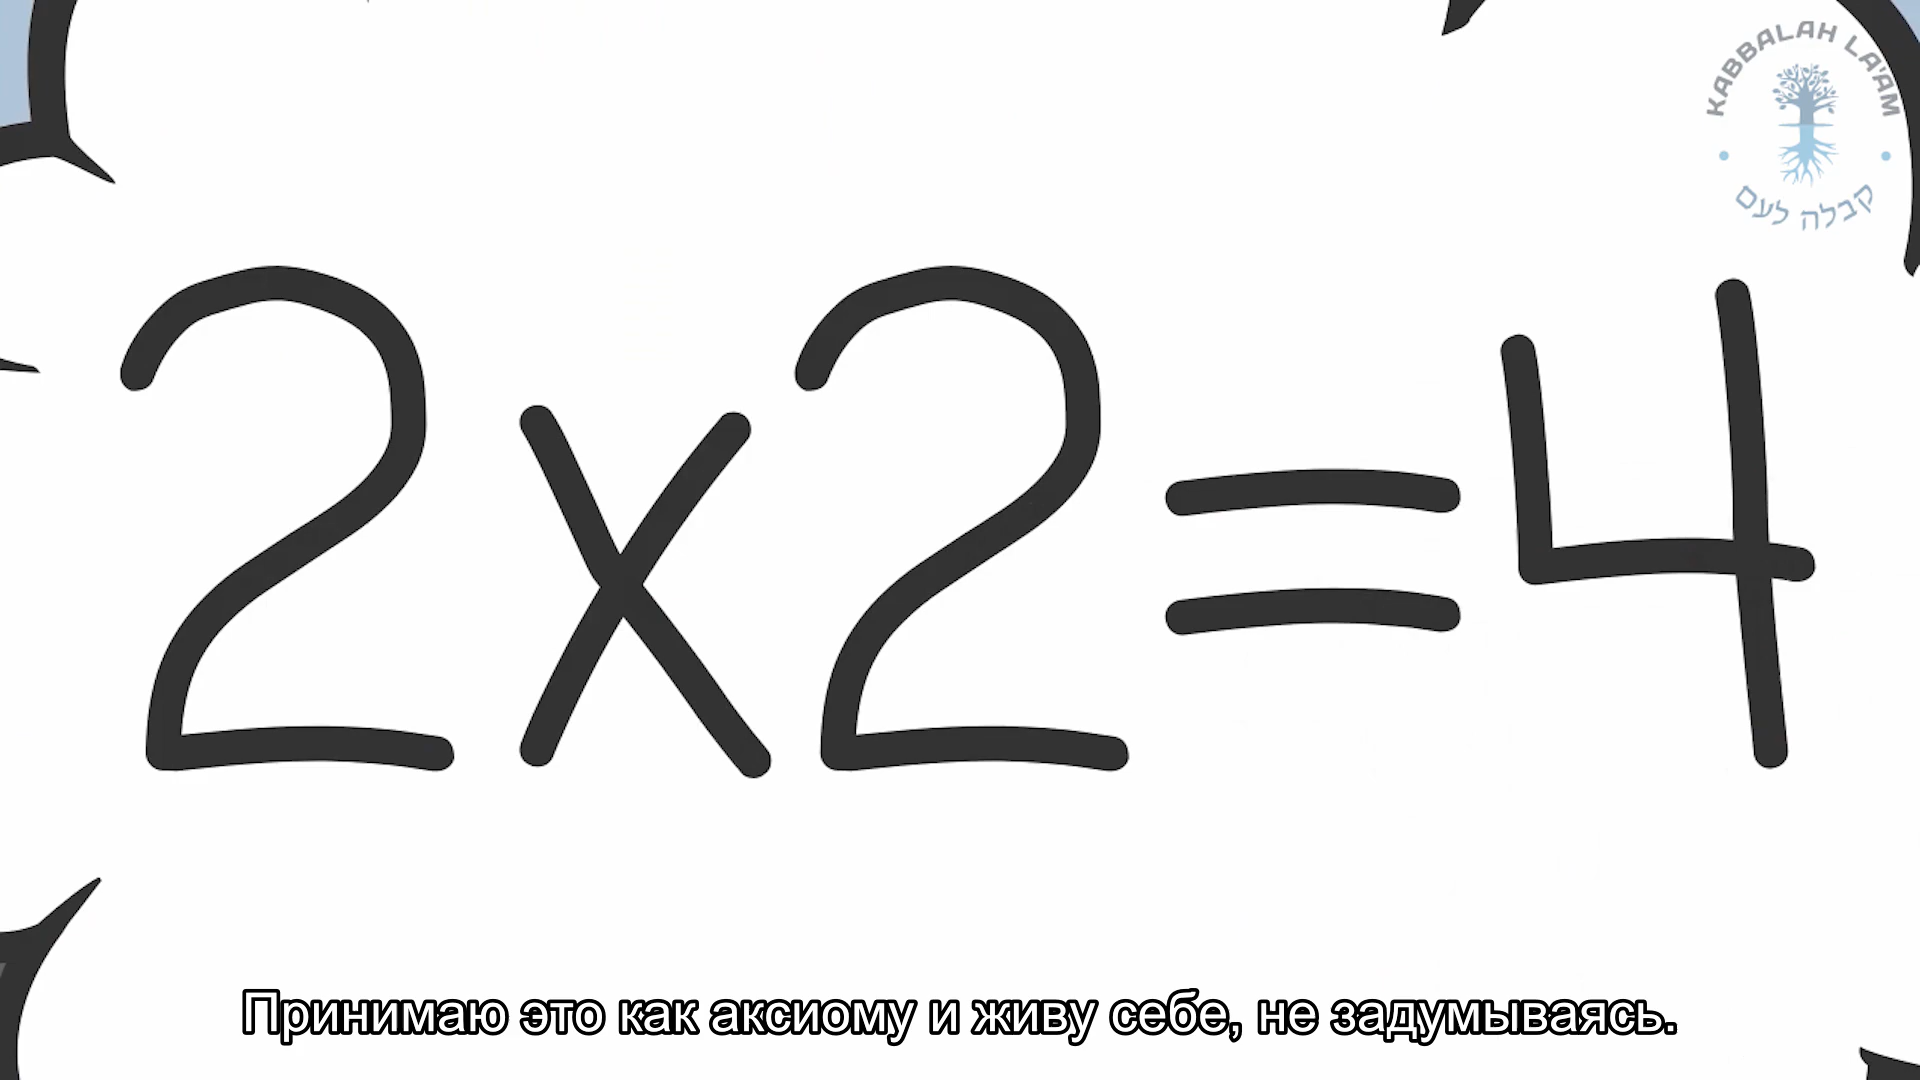 KABBALAH LA'AM
קבלה לעם
2x2=4
Принимаю это как аксиому и живу себе, не задумываясь.